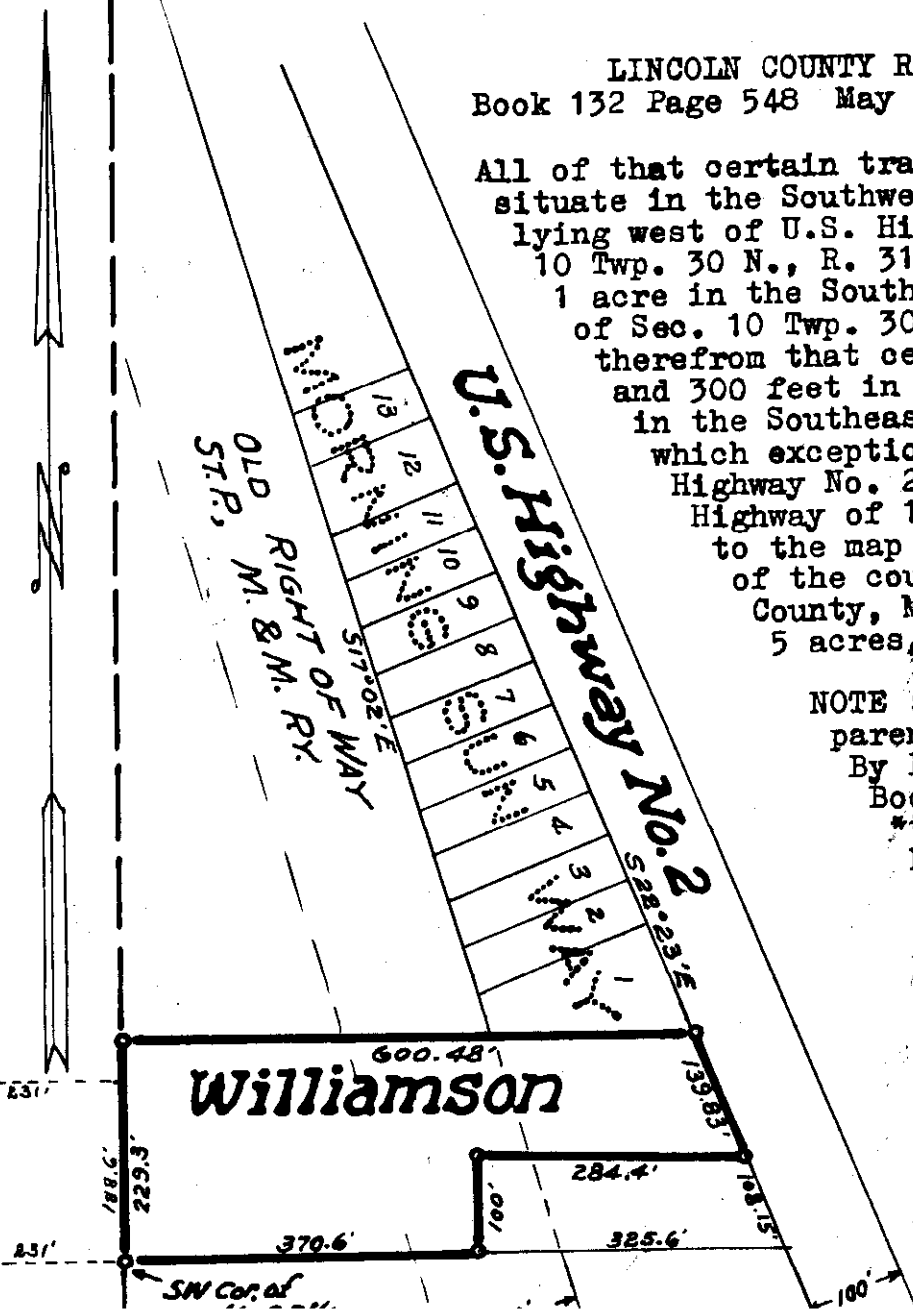 LINCOLN COUNTY R
Book 132 Page 548 May
All of that certain tra
situate in the Southwe
lying west of U.S. Hi
10 Twp. 30 N., R. 31
1 acre in the South
of Sec. 10 Twp. 30
therefrom that ce
and 300 feet in
in the Southeas
which exceptio
Highway No. 2
Highway of t
to the map
of the cou
County, M
5 acres,
NOTE
paren
By
Boo
N
U.S. Highway No. 2
S22°23'E
MORNING SUN WAY
13
12
11
10
9
8
7
6
5
4
3
2
1
S17°02'E
OLD RIGHT OF WAY
ST.P., M. & M. RY.
600.48'
Williamson
139.83'
231'
188.9'
229.3'
284.4'
100'
108.15'
231'
370.6'
325.6'
SW Cor. of
100'